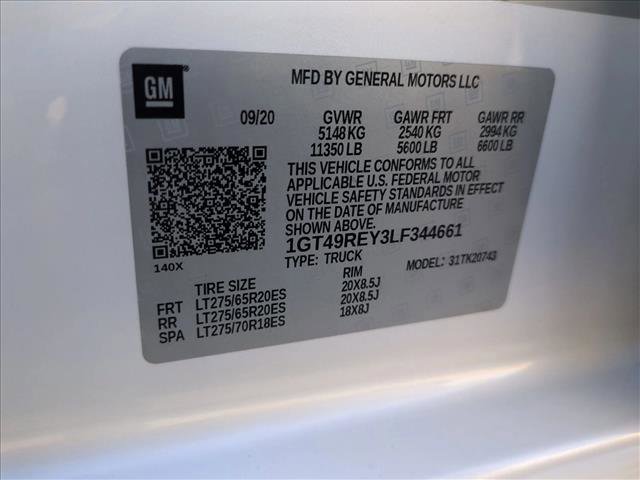 GM
MFD BY GENERAL MOTORS LLC
09/20 GVWR GAWR FRT GAWR RR
5148 KG 2540 KG 2994 KG
11350 LB 5600 LB 6600 LB
THIS VEHICLE CONFORMS TO ALL
APPLICABLE U.S. FEDERAL MOTOR
VEHICLE SAFETY STANDARDS IN EFFECT
ON THE DATE OF MANUFACTURE
SHOWN ABOVE.
1GT49REY3LF344661
140X TYPE: TRUCK MODEL: 31TK20743
TIRE SIZE RIM
FRT LT275/65R20ES 20X8.5J
RR LT275/65R20ES 20X8.5J
SPA LT275/70R18ES 18X8J